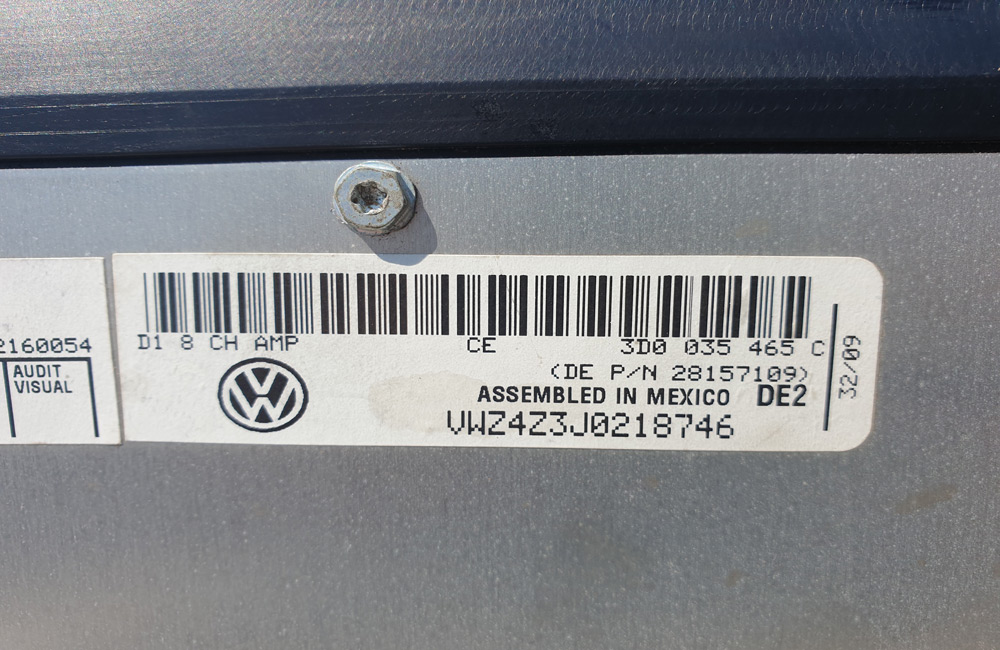 2160054
AUDIT
VISUAL
D1 8 CH AMP CE 3D0 035 465 C
(DE P/N 28157109)
ASSEMBLED IN MEXICO DE2
VWZ4Z3J0218746
32/09